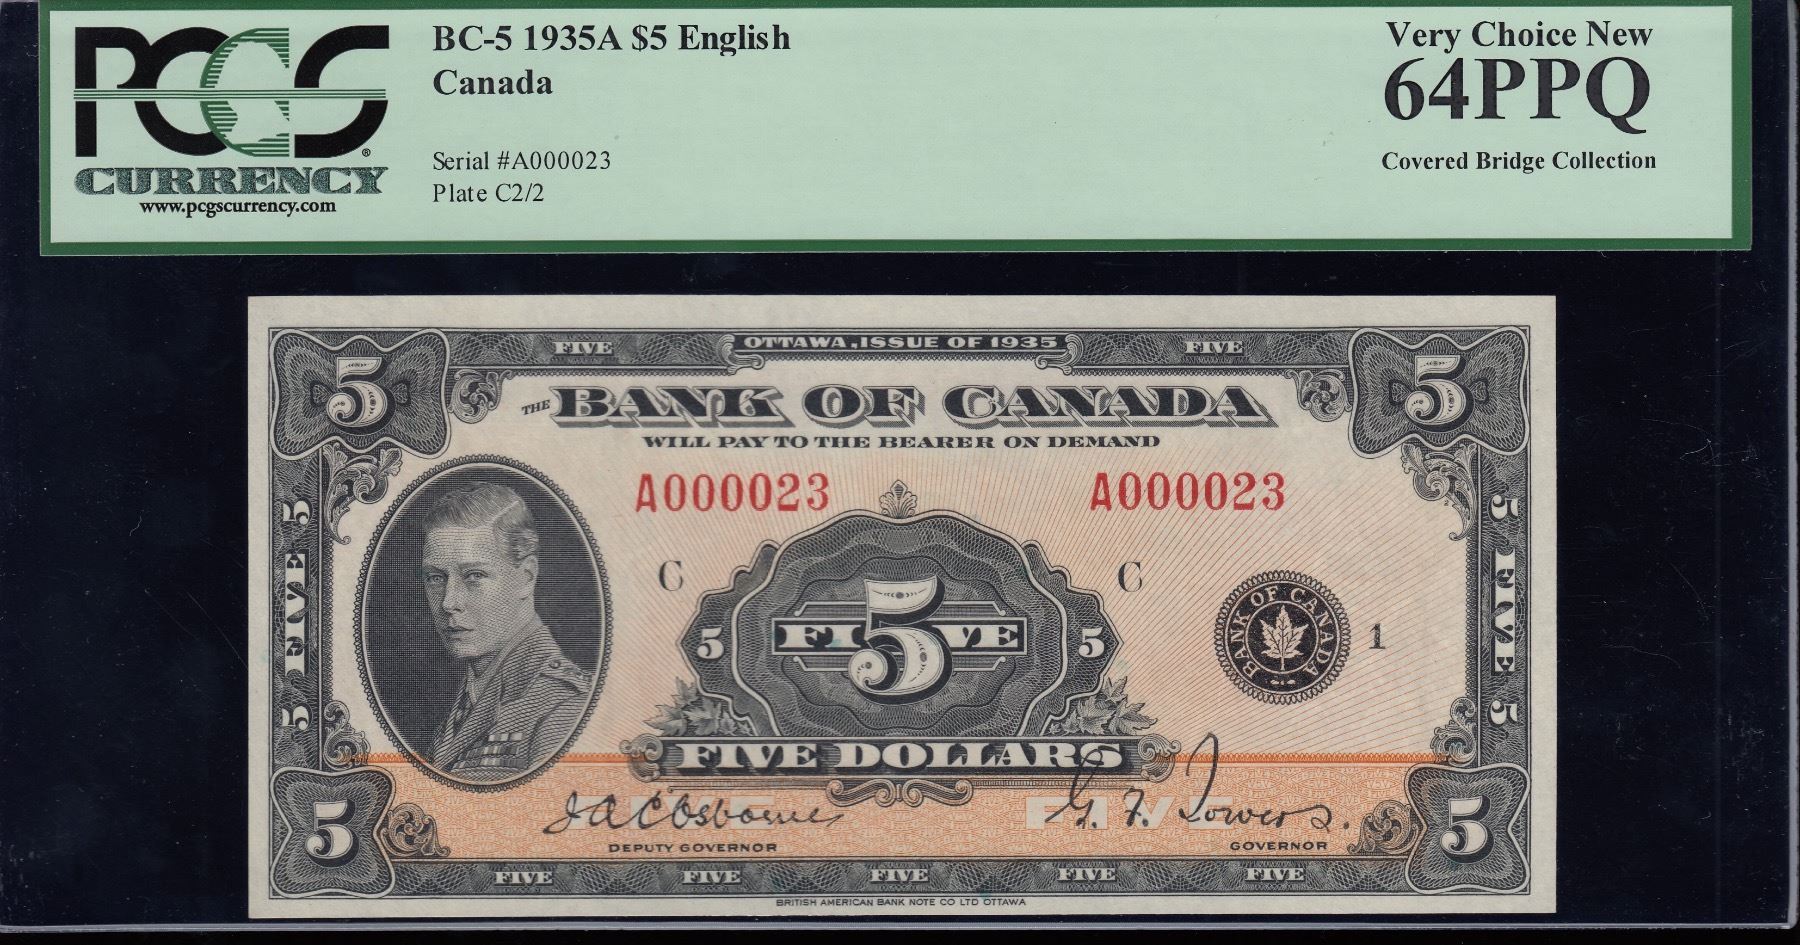 PCGS®
CURRENCY
www.pcgscurrency.com
BC-5 1935A $5 English
Canada
Serial #A000023
Plate C2/2
Very Choice New
64PPQ
Covered Bridge Collection
5 FIVE OTTAWA, ISSUE OF 1935 FIVE 5
THE BANK OF CANADA
WILL PAY TO THE BEARER ON DEMAND
A000023 A000023
5 FIVE 5
5 FIVE 5
C C
5 FIVE 5 5
BANK OF CANADA
1
FIVE DOLLARS
FIVE FIVE
J A C Osborne G. F. Towers.
DEPUTY GOVERNOR GOVERNOR
5 5
FIVE FIVE FIVE FIVE FIVE
BRITISH AMERICAN BANK NOTE CO LTD OTTAWA